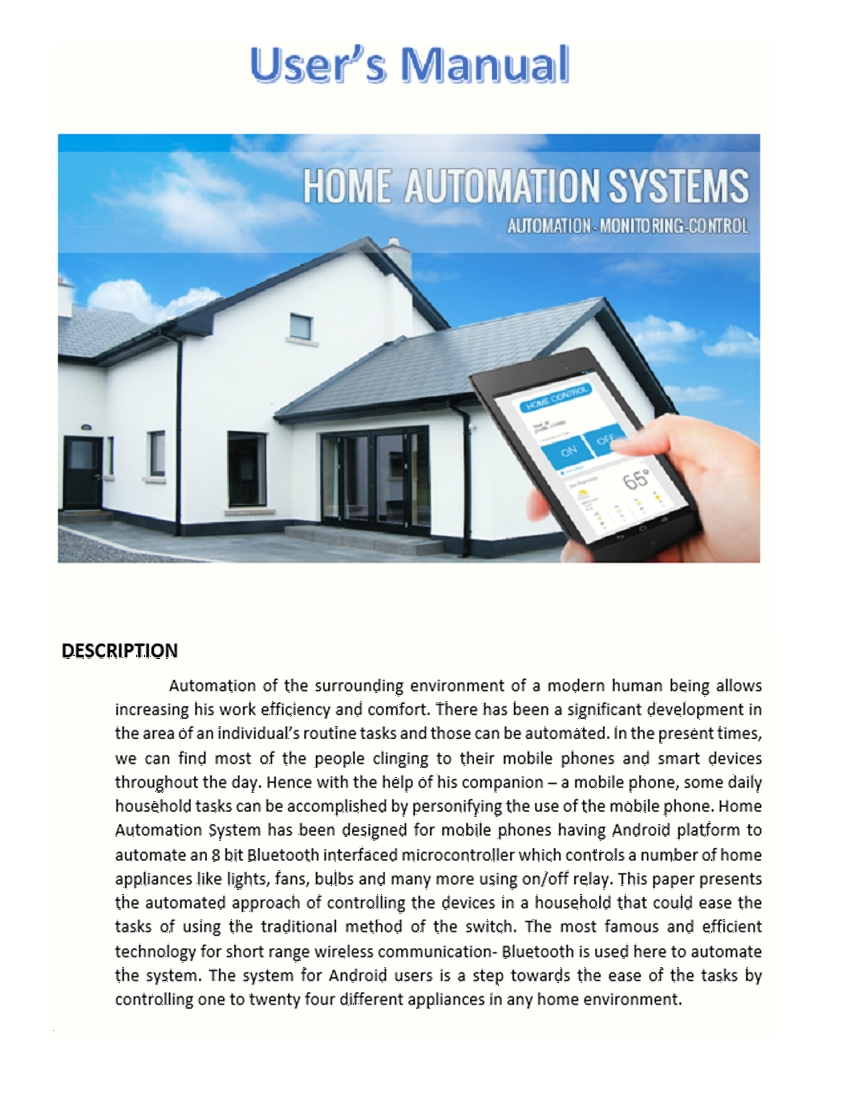 User's Manual
HOME AUTOMATION SYSTEMS
AUTOMATION-MONITORING-CONTROL
HOME CONTROL
ON OFF
65°
DESCRIPTION
Automation of the surrounding environment of a modern human being allows
increasing his work efficiency and comfort. There has been a significant development in
the area of an individual's routine tasks and those can be automated. In the present times,
we can find most of the people clinging to their mobile phones and smart devices
throughout the day. Hence with the help of his companion – a mobile phone, some daily
household tasks can be accomplished by personifying the use of the mobile phone. Home
Automation System has been designed for mobile phones having Android platform to
automate an 8 bit Bluetooth interfaced microcontroller which controls a number of home
appliances like lights, fans, bulbs and many more using on/off relay. This paper presents
the automated approach of controlling the devices in a household that could ease the
tasks of using the traditional method of the switch. The most famous and efficient
technology for short range wireless communication- Bluetooth is used here to automate
the system. The system for Android users is a step towards the ease of the tasks by
controlling one to twenty four different appliances in any home environment.